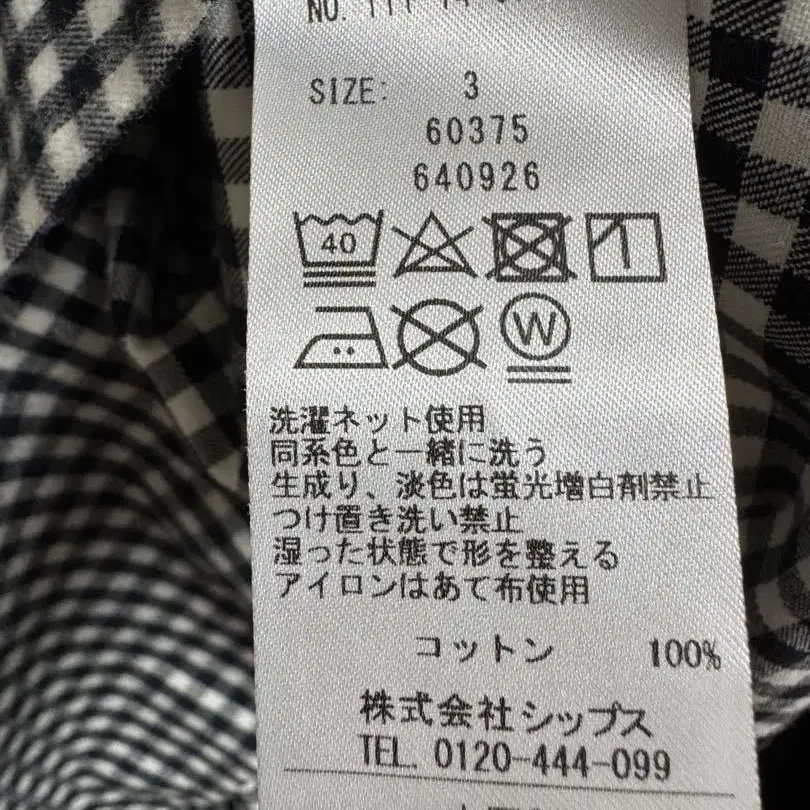 SIZE: 3
60375
640926
40
W
洗濯ネット使用
同系色と一緒に洗う
生成り、淡色は蛍光増白剤禁止
つけ置き洗い禁止
湿った状態で形を整える
アイロンはあて布使用
コットン 100%
株式会社シップス
TEL. 0120-444-099